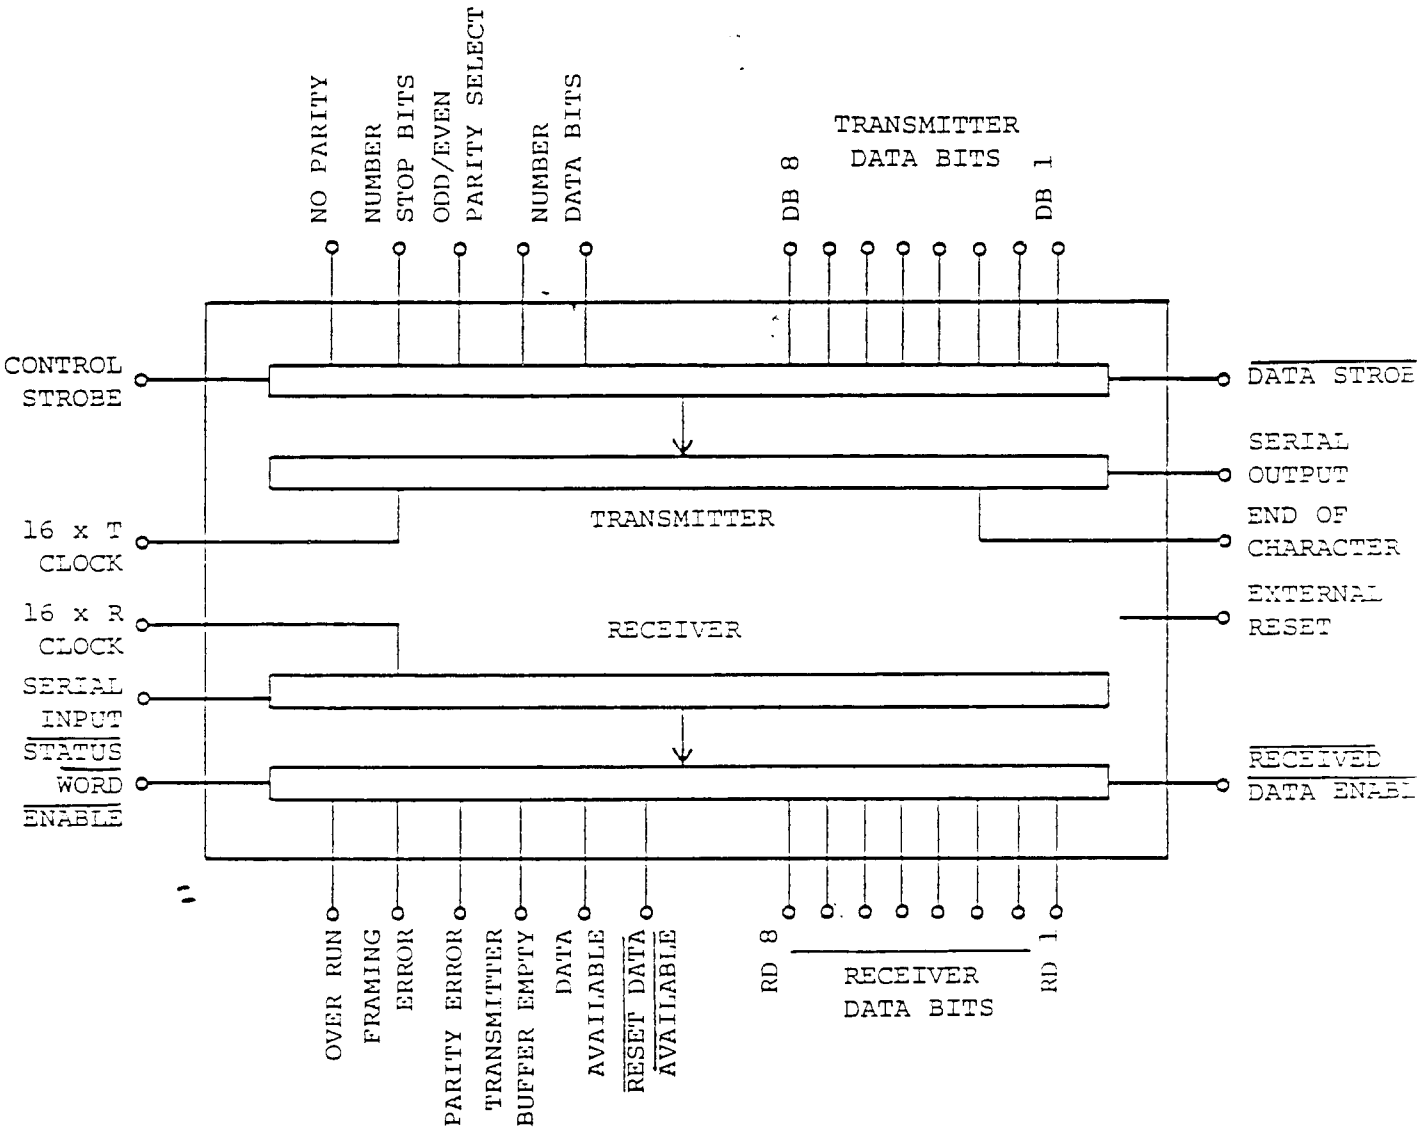 NO PARITY
NUMBER
STOP BITS
ODD/EVEN
PARITY SELECT
NUMBER
DATA BITS
TRANSMITTER
DATA BITS
DB 8
DB 1
CONTROL
STROBE
DATA STROB
SERIAL
OUTPUT
TRANSMITTER
16 x T
CLOCK
END OF
CHARACTER
16 x R
CLOCK
RECEIVER
EXTERNAL
RESET
SERIAL
INPUT
STATUS
WORD
ENABLE
RECEIVED
DATA ENABL
OVER RUN
FRAMING
ERROR
PARITY ERROR
TRANSMITTER
BUFFER EMPTY
DATA
AVAILABLE
RESET DATA
AVAILABLE
RD 8
RECEIVER
DATA BITS
RD 1